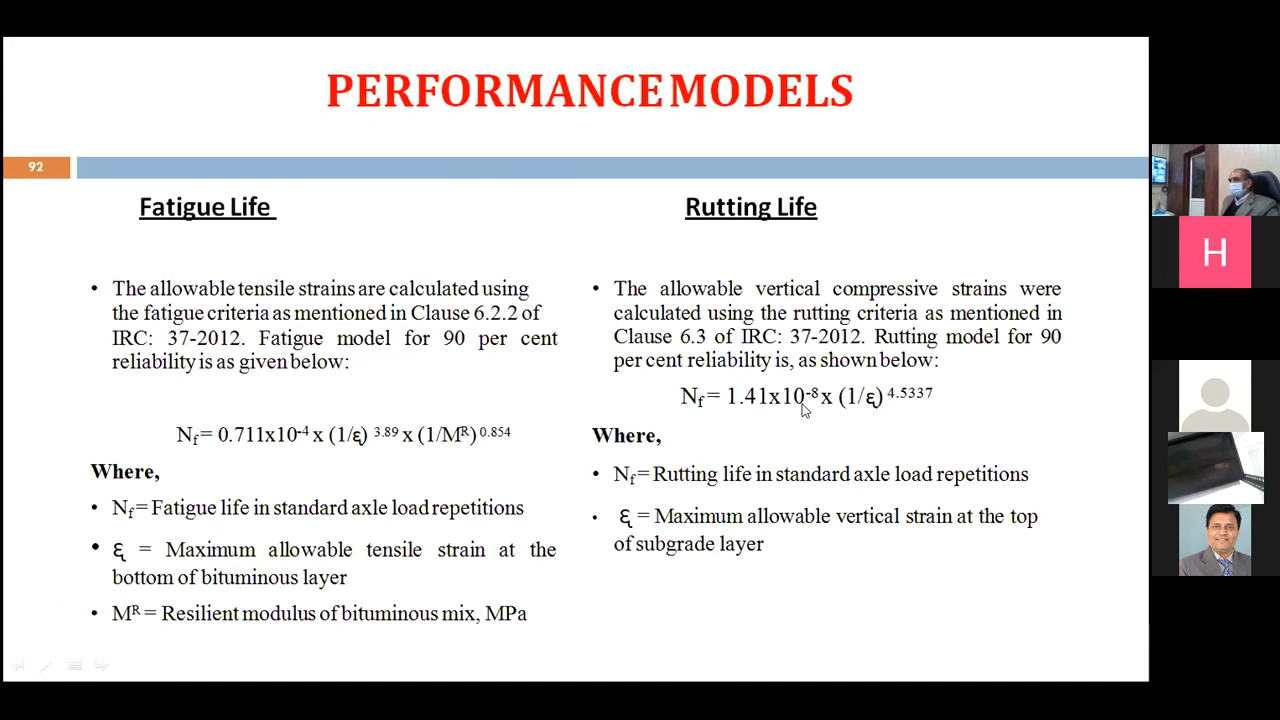 PERFORMANCE MODELS
92
Fatigue Life
• The allowable tensile strains are calculated using
the fatigue criteria as mentioned in Clause 6.2.2 of
IRC: 37-2012. Fatigue model for 90 per cent
reliability is as given below:
Nf = 0.711x10-4 x (1/ε) 3.89 x (1/MR) 0.854
Where,
• Nf = Fatigue life in standard axle load repetitions
• ε = Maximum allowable tensile strain at the
bottom of bituminous layer
• MR = Resilient modulus of bituminous mix, MPa
Rutting Life
• The allowable vertical compressive strains were
calculated using the rutting criteria as mentioned in
Clause 6.3 of IRC: 37-2012. Rutting model for 90
per cent reliability is, as shown below:
Nf = 1.41x10-8 x (1/ε) 4.5337
Where,
• Nf = Rutting life in standard axle load repetitions
• ε = Maximum allowable vertical strain at the top
of subgrade layer
H